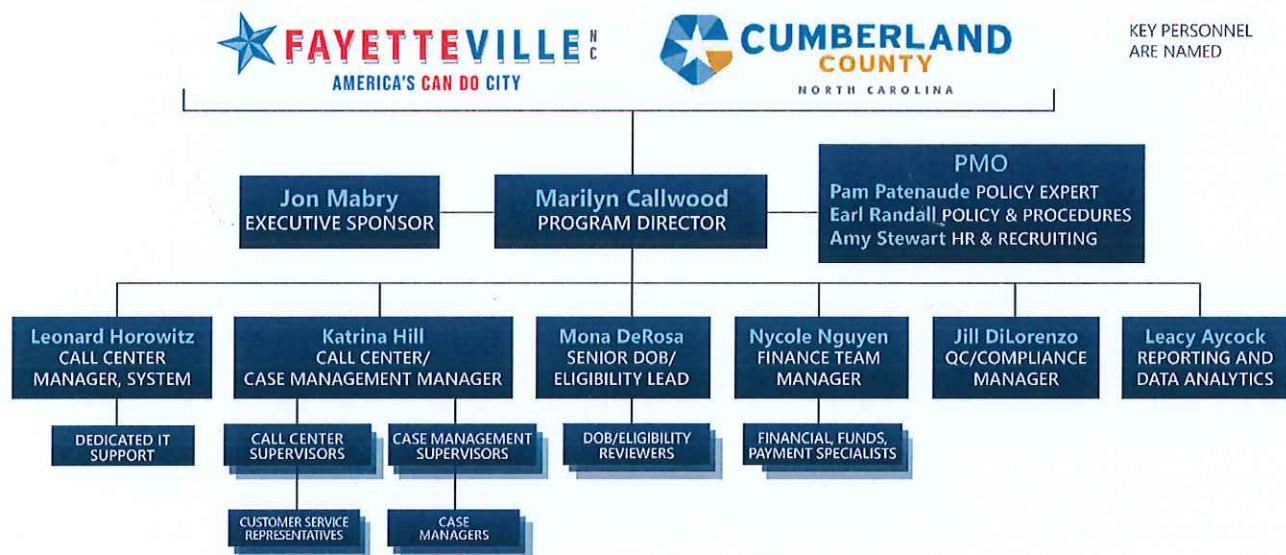 FAYETTEVILLE NC
AMERICA'S CAN DO CITY
CUMBERLAND
COUNTY
NORTH CAROLINA
KEY PERSONNEL
ARE NAMED
Jon Mabry
EXECUTIVE SPONSOR
Marilyn Callwood
PROGRAM DIRECTOR
PMO
Pam Patenaude POLICY EXPERT
Earl Randall POLICY & PROCEDURES
Amy Stewart HR & RECRUITING
Leonard Horowitz
CALL CENTER
MANAGER, SYSTEM
Katrina Hill
CALL CENTER/
CASE MANAGEMENT MANAGER
Mona DeRosa
SENIOR DOB/
ELIGIBILITY LEAD
Nycole Nguyen
FINANCE TEAM
MANAGER
Jill DiLorenzo
QC/COMPLIANCE
MANAGER
Leacy Aycock
REPORTING AND
DATA ANALYTICS
DEDICATED IT
SUPPORT
CALL CENTER
SUPERVISORS
CASE MANAGEMENT
SUPERVISORS
DOB/ELIGIBILITY
REVIEWERS
FINANCIAL, FUNDS,
PAYMENT SPECIALISTS
CUSTOMER SERVICE
REPRESENTATIVES
CASE
MANAGERS